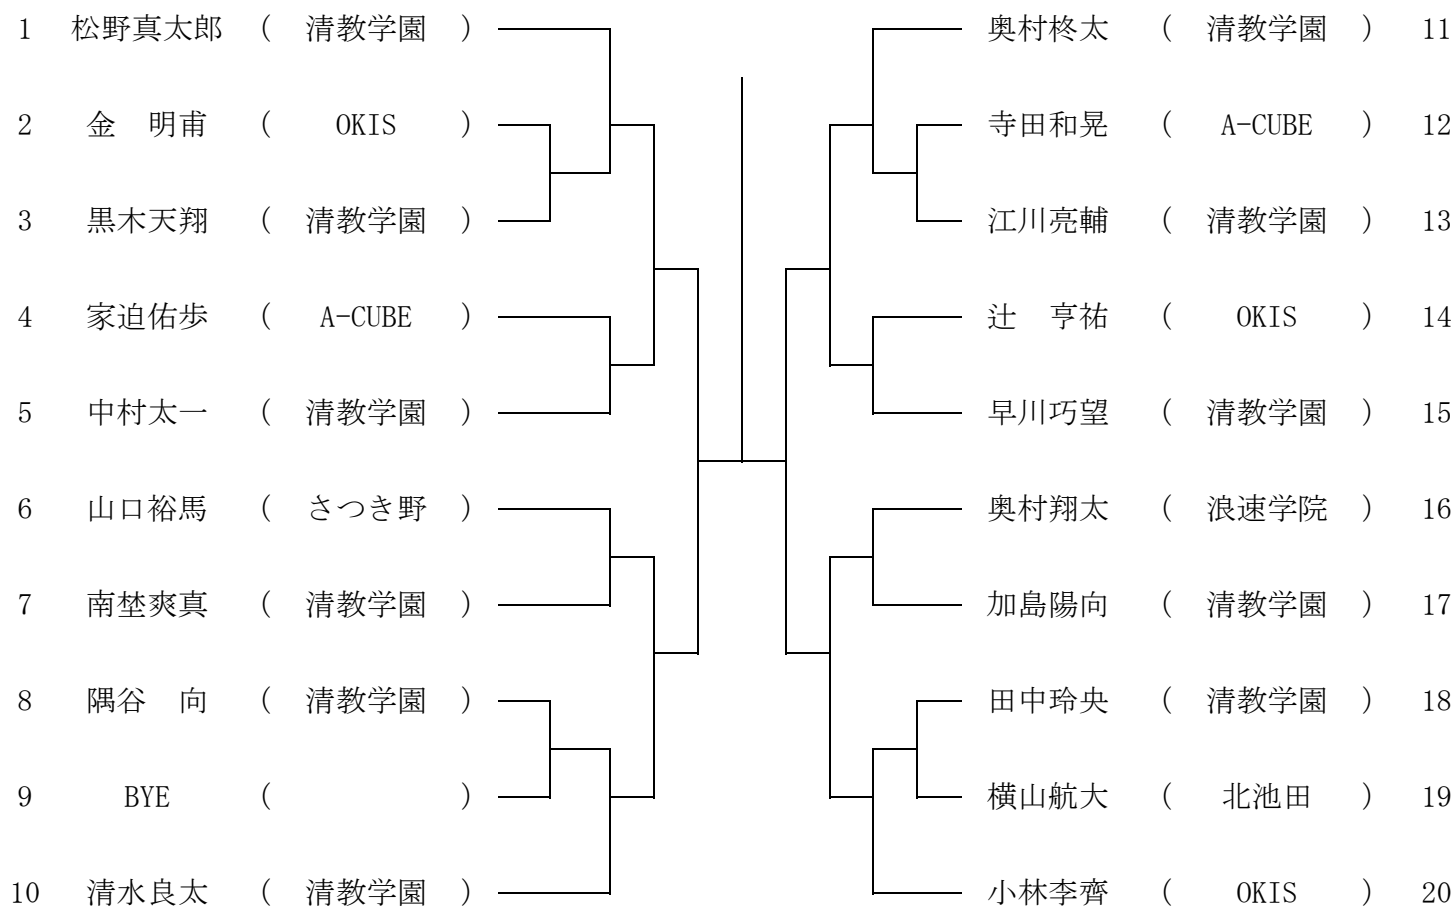 1 松野真太郎 ( 清教学園 ) 奥村柊太 ( 清教学園 ) 11
2 金　明甫 ( OKIS ) 寺田和晃 ( A-CUBE ) 12
3 黒木天翔 ( 清教学園 ) 江川亮輔 ( 清教学園 ) 13
4 家迫佑歩 ( A-CUBE ) 辻　亨祐 ( OKIS ) 14
5 中村太一 ( 清教学園 ) 早川巧望 ( 清教学園 ) 15
6 山口裕馬 ( さつき野 ) 奥村翔太 ( 浪速学院 ) 16
7 南埜爽真 ( 清教学園 ) 加島陽向 ( 清教学園 ) 17
8 隅谷　向 ( 清教学園 ) 田中玲央 ( 清教学園 ) 18
9 BYE ( ) 横山航大 ( 北池田 ) 19
10 清水良太 ( 清教学園 ) 小林李齊 ( OKIS ) 20